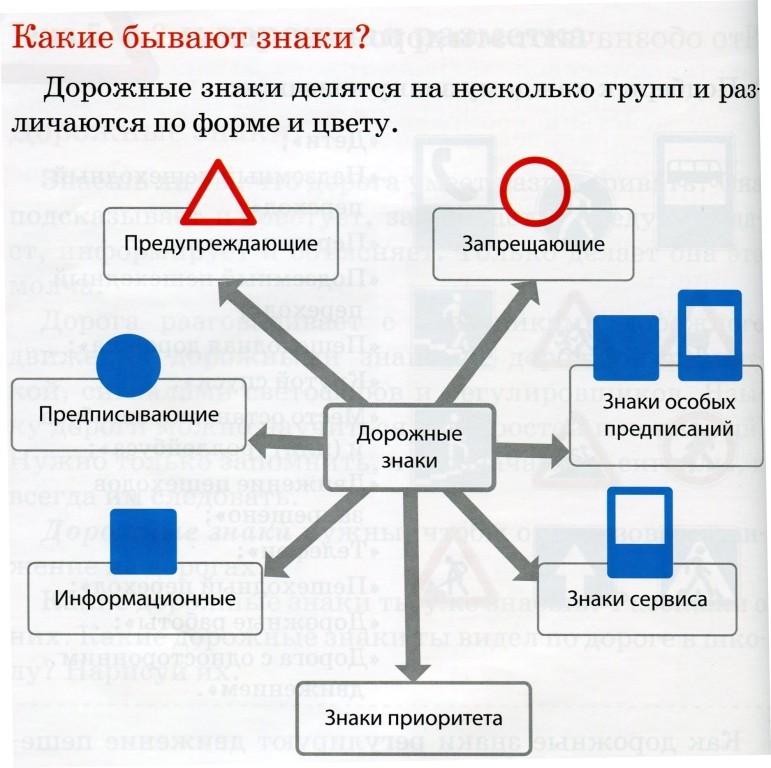 Какие бывают знаки?
Дорожные знаки делятся на несколько групп и раз-
личаются по форме и цвету.
Предупреждающие
Запрещающие
Предписывающие
Дорожные
знаки
Знаки особых
предписаний
Информационные
Знаки сервиса
Знаки приоритета